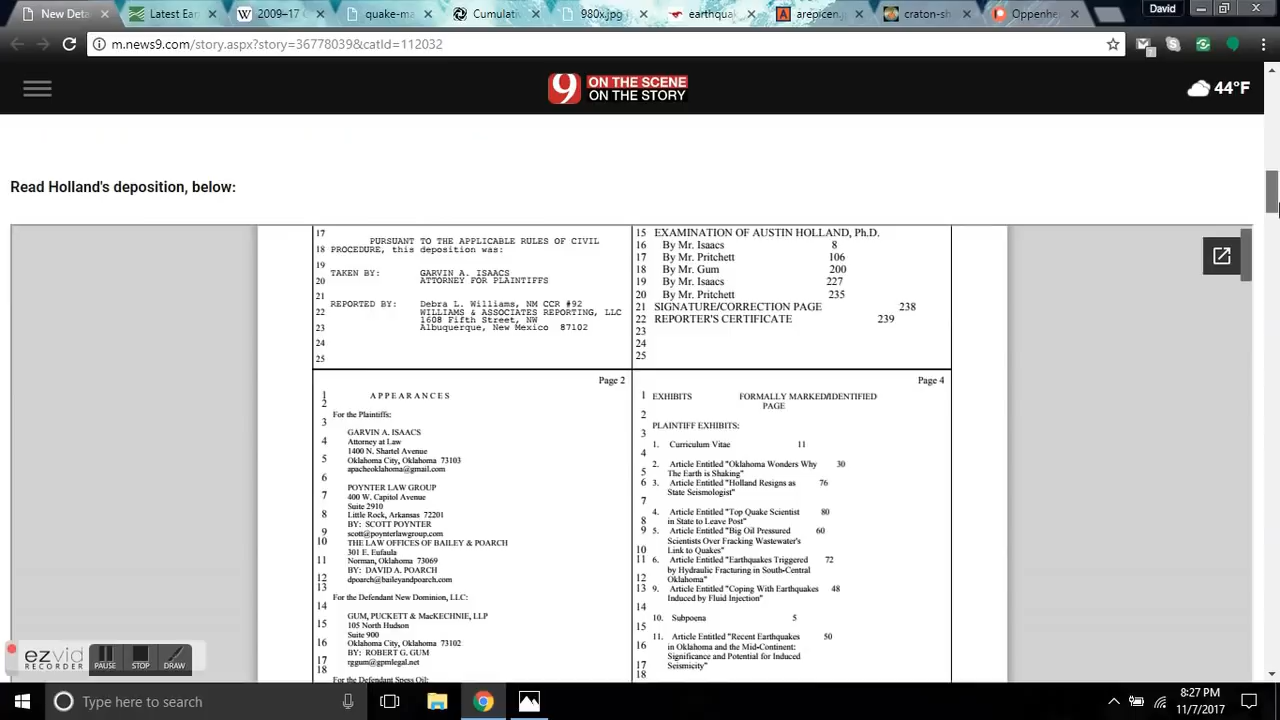 New Tab
Latest Ear
2009–17
quake-ma
Cumulati
980x.jpg
earthqua
arepicen
craton-sh
Oppenhe
David
m.news9.com/story.aspx?story=36778039&catId=112032
9 ON THE SCENE
ON THE STORY
44°F
Read Holland's deposition, below:
17 PURSUANT TO THE APPLICABLE RULES OF CIVIL
18 PROCEDURE, this deposition was:
19
20 TAKEN BY: GARVIN A. ISAACS
ATTORNEY FOR PLAINTIFFS
21
REPORTED BY: Debra L. Williams, NM CCR #92
22 WILLIAMS & ASSOCIATES REPORTING, LLC
1608 Fifth Street, NW
23 Albuquerque, New Mexico 87102
24
25
15 EXAMINATION OF AUSTIN HOLLAND, Ph.D.
16 By Mr. Isaacs 8
17 By Mr. Pritchett 106
18 By Mr. Gum 200
19 By Mr. Isaacs 227
20 By Mr. Pritchett 235
21 SIGNATURE/CORRECTION PAGE 238
22 REPORTER'S CERTIFICATE 239
23
24
25
Page 2
1 APPEARANCES
2
For the Plaintiffs:
3
GARVIN A. ISAACS
4 Attorney at Law
1400 N. Shartel Avenue
5 Oklahoma City, Oklahoma 73103
apacheoklahoma@gmail.com
6
POYNTER LAW GROUP
7 400 W. Capitol Avenue
Suite 2910
8 Little Rock, Arkansas 72201
BY: SCOTT POYNTER
9 scott@poynterlawgroup.com
10 THE LAW OFFICES OF BAILEY & POARCH
301 E. Eufaula
11 Norman, Oklahoma 73069
BY: DAVID A. POARCH
12 dpoarch@baileyandpoarch.com
13
For the Defendant New Dominion, LLC:
14
GUM, PUCKETT & MacKECHNIE, LLP
15 105 North Hudson
Suite 900
16 Oklahoma City, Oklahoma 73102
BY: ROBERT G. GUM
17 rggum@gpmlegal.net
18
For the Defendant Spess Oil:
Page 4
1 EXHIBITS FORMALLY MARKED/IDENTIFIED
PAGE
2
3 PLAINTIFF EXHIBITS:
1. Curriculum Vitae 11
4
2. Article Entitled "Oklahoma Wonders Why 30
5 The Earth is Shaking"
6 3. Article Entitled "Holland Resigns as 76
State Seismologist"
7
4. Article Entitled "Top Quake Scientist 80
8 in State to Leave Post"
9 5. Article Entitled "Big Oil Pressured 60
Scientists Over Fracking Wastewater's
10 Link to Quakes"
11 6. Article Entitled "Earthquakes Triggered 72
by Hydraulic Fracturing in South-Central
12 Oklahoma"
13 9. Article Entitled "Coping With Earthquakes 48
Induced by Fluid Injection"
14
10. Subpoena 5
15
11. Article Entitled "Recent Earthquakes 50
16 in Oklahoma and the Mid-Continent:
Significance and Potential for Induced
17 Seismicity"
18
ezvid
RECORDER
PAUSE
STOP
DRAW
Type here to search
8:27 PM
11/7/2017